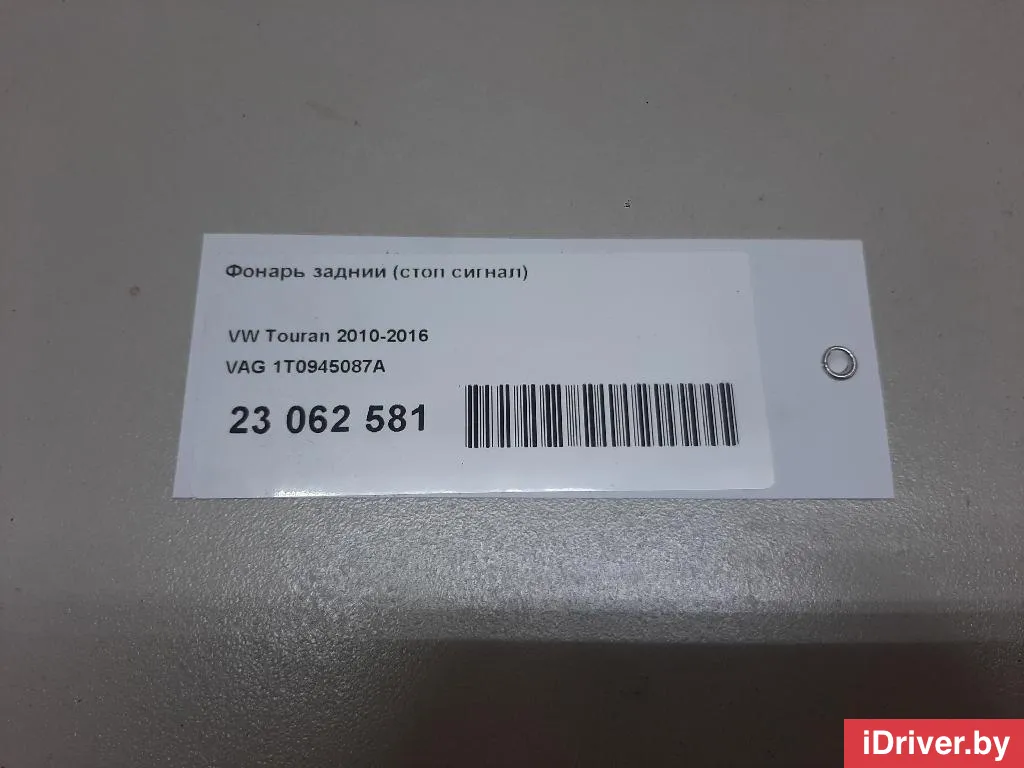 Фонарь задний (стоп сигнал)
VW Touran 2010-2016
VAG 1T0945087A
23 062 581
iDriver.by